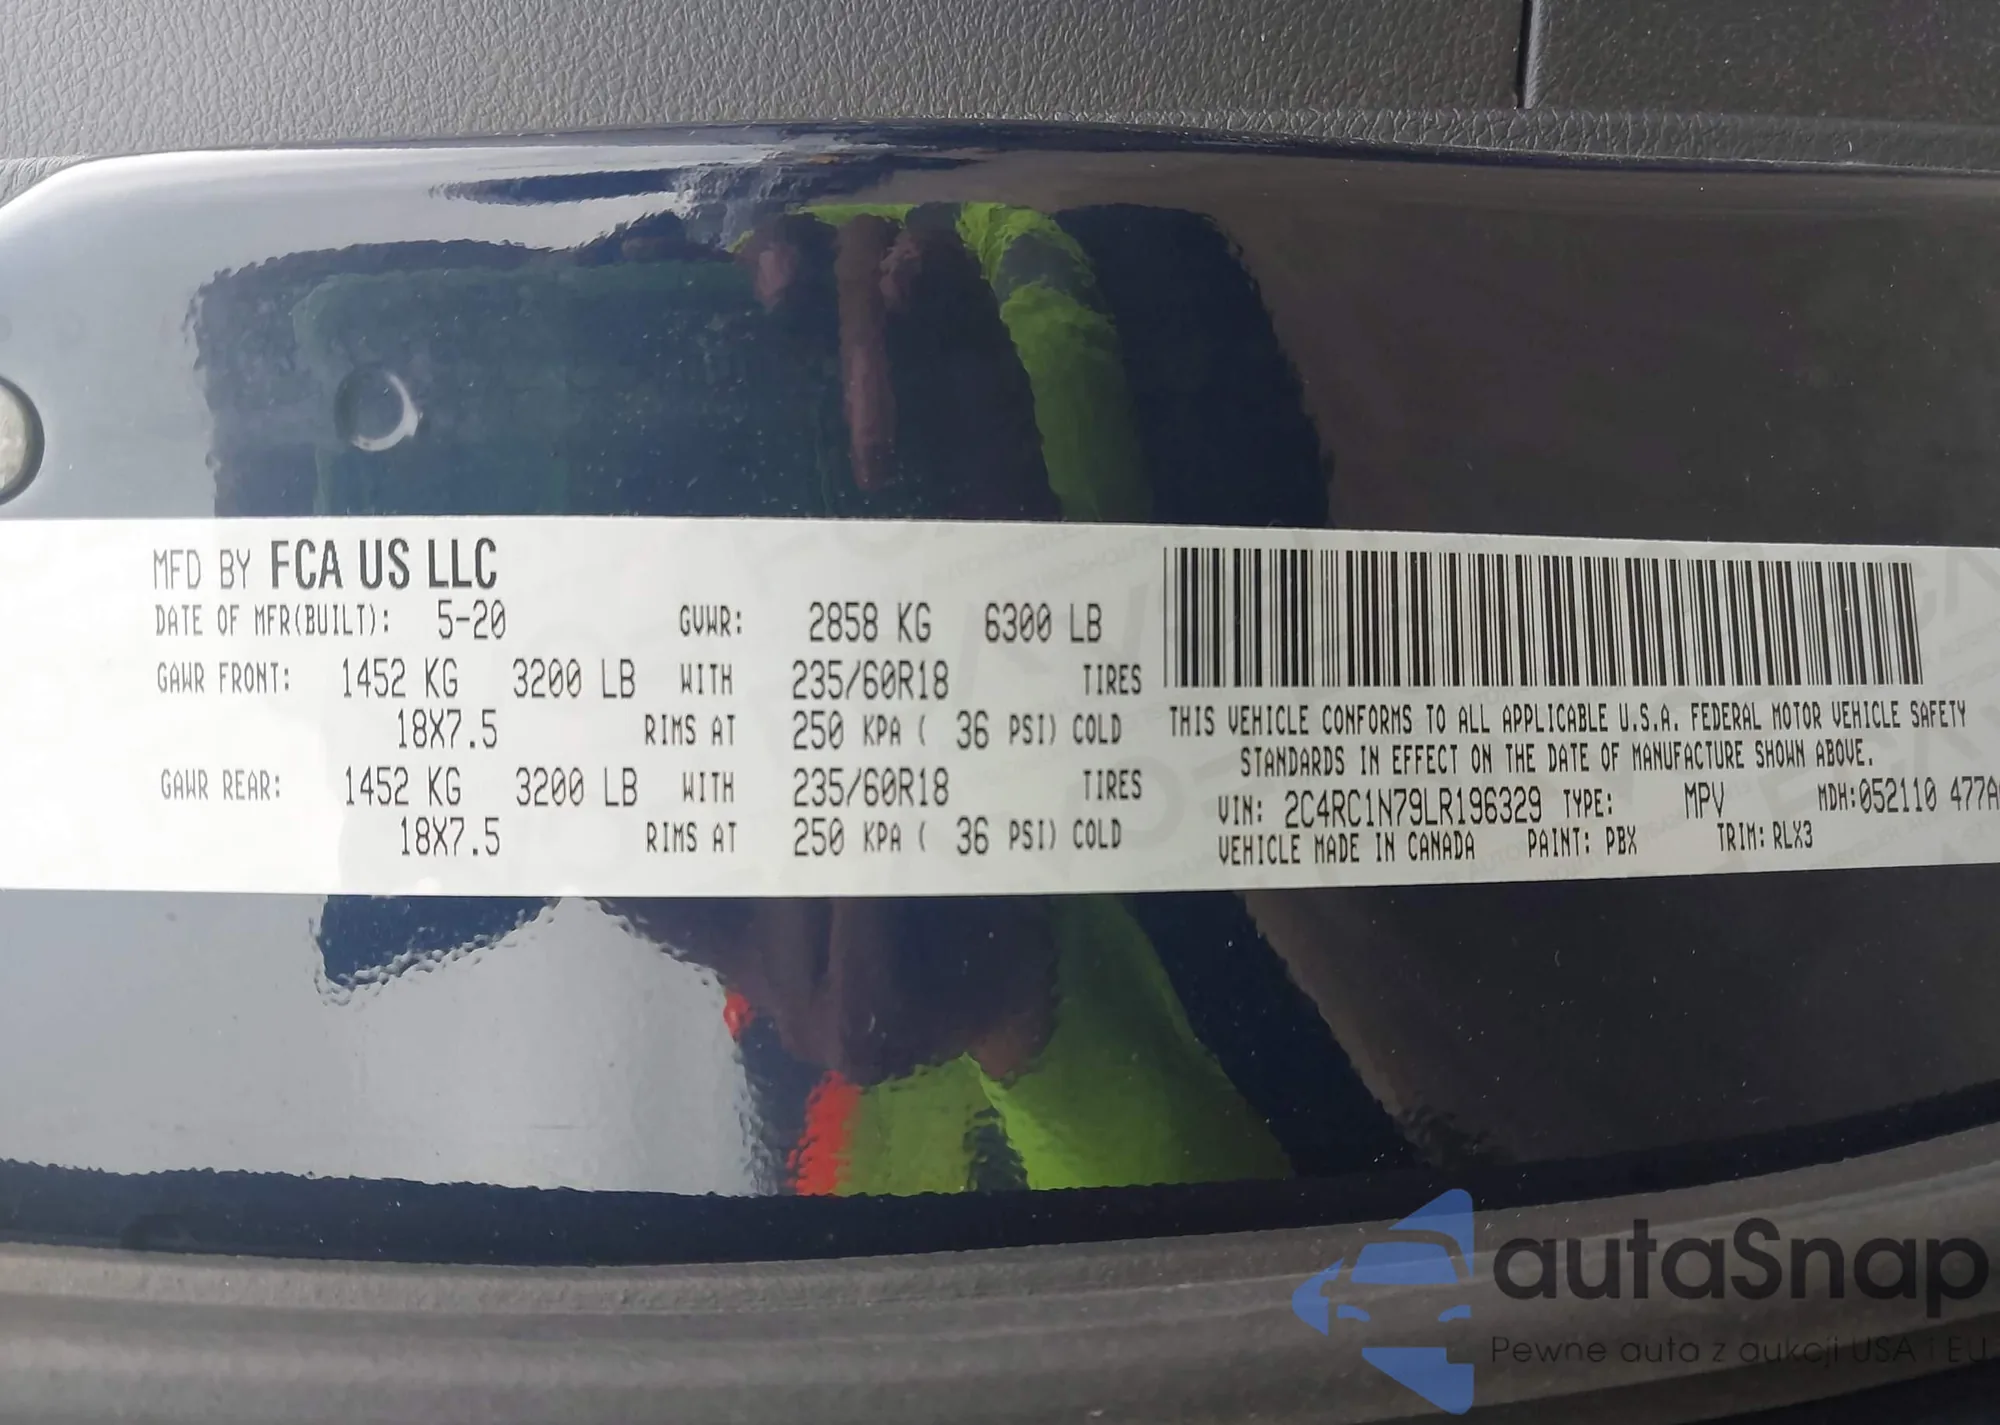 MFD BY FCA US LLC
DATE OF MFR(BUILT): 5-20 GVWR: 2858 KG 6300 LB
GAWR FRONT: 1452 KG 3200 LB WITH 235/60R18 TIRES
18X7.5 RIMS AT 250 KPA ( 36 PSI) COLD
GAWR REAR: 1452 KG 3200 LB WITH 235/60R18 TIRES
18X7.5 RIMS AT 250 KPA ( 36 PSI) COLD
THIS VEHICLE CONFORMS TO ALL APPLICABLE U.S.A. FEDERAL MOTOR VEHICLE SAFETY
STANDARDS IN EFFECT ON THE DATE OF MANUFACTURE SHOWN ABOVE.
VIN: 2C4RC1N79LR196329 TYPE: MPV MDH:052110 477A
VEHICLE MADE IN CANADA PAINT: PBX TRIM: RLX3
autaSnap
Pewne auta z aukcji USA i EU